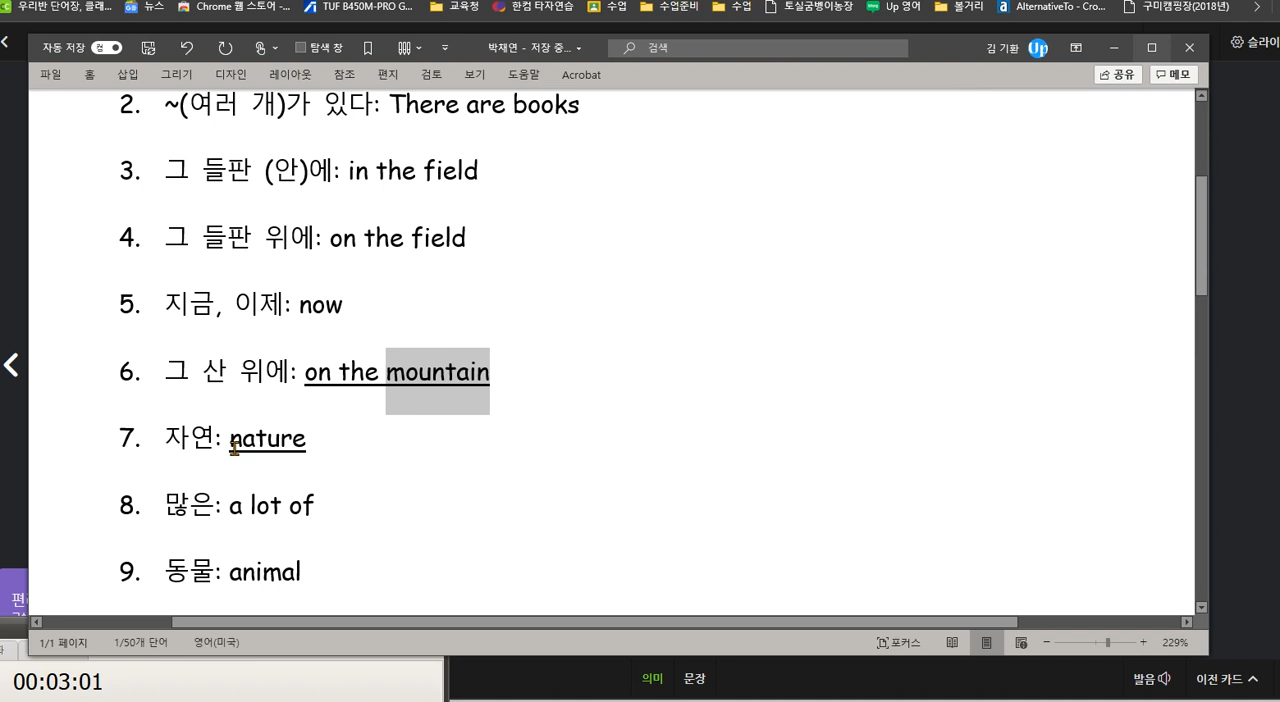 우리반 단어장, 클래... 뉴스 Chrome 웹 스토어 -... TUF B450M-PRO G... 교육청 한컴 타자연습 수업 수업준비 수업 토실굼벵이농장 Up 영어 볼거리 AlternativeTo - Cro... 구미캠핑장(2018년)
자동 저장 박재연 - 저장 중... 탐색 창 검색 김 기환 Up 슬라이
파일 홈 삽입 그리기 디자인 레이아웃 참조 편지 검토 보기 도움말 Acrobat 공유 메모
2. ~(여러 개)가 있다: There are books
3. 그 들판 (안)에: in the field
4. 그 들판 위에: on the field
5. 지금, 이제: now
6. 그 산 위에: on the mountain
7. 자연: nature
8. 많은: a lot of
9. 동물: animal
1/1 페이지 1/50개 단어 영어(미국) 포커스 229%
00:03:01 의미 문장 발음 이전 카드